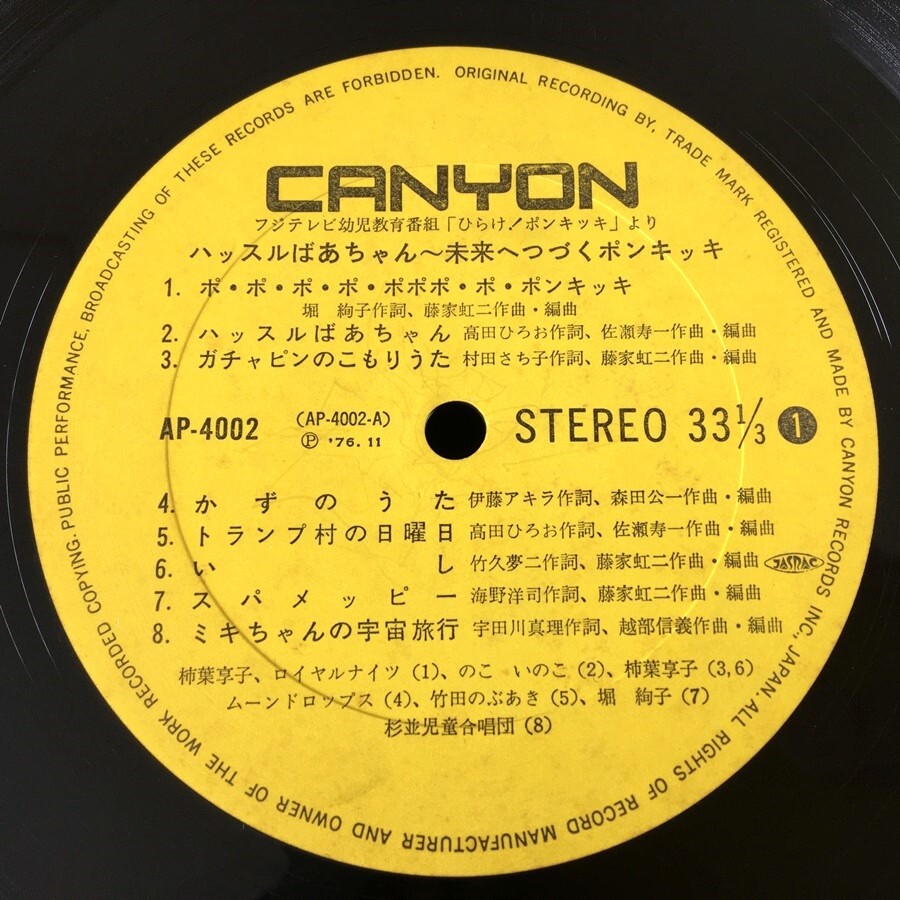 COPYING. PUBLIC PERFORMANCE, BROADCASTING OF THESE RECORDS ARE FORBIDDEN. ORIGINAL RECORDING BY, TRADE MARK REGISTERED AND MADE BY CANYON RECORDS INC, JAPAN. ALL RIGHTS OF RECORD MANUFACTURER AND OWNER OF THE WORK RECORDED
CANYON
フジテレビ幼児教育番組「ひらけ!ポンキッキ」より
ハッスルばあちゃん〜未来へつづくポンキッキ
1. ポ・ポ・ポ・ポ・ポポポ・ポ・ポンキッキ
堀 絢子作詞、藤家虹二作曲・編曲
2. ハッスルばあちゃん 高田ひろお作詞、佐瀬寿一作曲・編曲
3. ガチャピンのこもりうた 村田さち子作詞、藤家虹二作曲・編曲
AP-4002 (AP-4002-A) Ⓟ '76. 11 STEREO 33⅓ 1
4. かずのうた 伊藤アキラ作詞、森田公一作曲・編曲
5. トランプ村の日曜日 高田ひろお作詞、佐瀬寿一作曲・編曲
6. いし 竹久夢二作詞、藤家虹二作曲・編曲 JASRAC
7. スパメッピー 海野洋司作詞、藤家虹二作曲・編曲
8. ミキちゃんの宇宙旅行 宇田川真理作詞、越部信義作曲・編曲
柿葉享子、ロイヤルナイツ (1)、のこ いのこ (2)、柿葉享子 (3,6)
ムーンドロップス (4)、竹田のぶあき (5)、堀 絢子 (7)
杉並児童合唱団 (8)